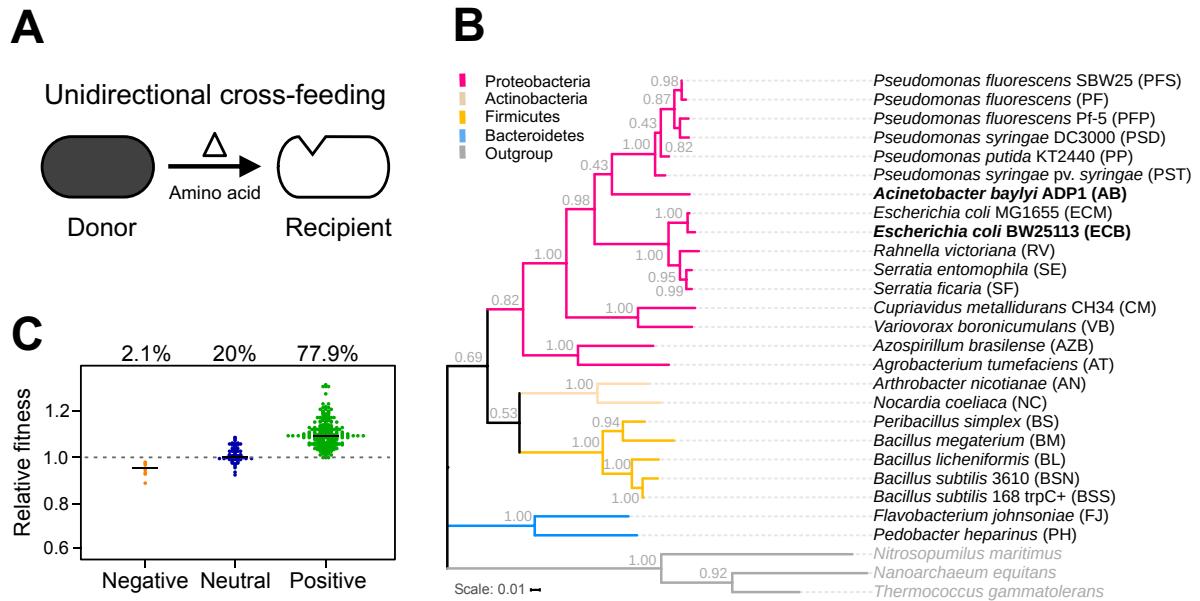 A
Unidirectional cross-feeding
Amino acid
Donor
Recipient
B
Proteobacteria
Actinobacteria
Firmicutes
Bacteroidetes
Outgroup
0.98
0.87
0.43
1.00
0.82
0.43
0.98
1.00
1.00
0.95
0.99
0.82
1.00
1.00
0.69
1.00
0.53
0.94
1.00
1.00
1.00
1.00
1.00
0.92
Scale: 0.01
Pseudomonas fluorescens SBW25 (PFS)
Pseudomonas fluorescens (PF)
Pseudomonas fluorescens Pf-5 (PFP)
Pseudomonas syringae DC3000 (PSD)
Pseudomonas putida KT2440 (PP)
Pseudomonas syringae pv. syringae (PST)
Acinetobacter baylyi ADP1 (AB)
Escherichia coli MG1655 (ECM)
Escherichia coli BW25113 (ECB)
Rahnella victoriana (RV)
Serratia entomophila (SE)
Serratia ficaria (SF)
Cupriavidus metallidurans CH34 (CM)
Variovorax boronicumulans (VB)
Azospirillum brasilense (AZB)
Agrobacterium tumefaciens (AT)
Arthrobacter nicotianae (AN)
Nocardia coeliaca (NC)
Peribacillus simplex (BS)
Bacillus megaterium (BM)
Bacillus licheniformis (BL)
Bacillus subtilis 3610 (BSN)
Bacillus subtilis 168 trpC+ (BSS)
Flavobacterium johnsoniae (FJ)
Pedobacter heparinus (PH)
Nitrosopumilus maritimus
Nanoarchaeum equitans
Thermococcus gammatolerans
C
2.1% 20% 77.9%
Relative fitness
1.2
1.0
0.8
0.6
Negative Neutral Positive